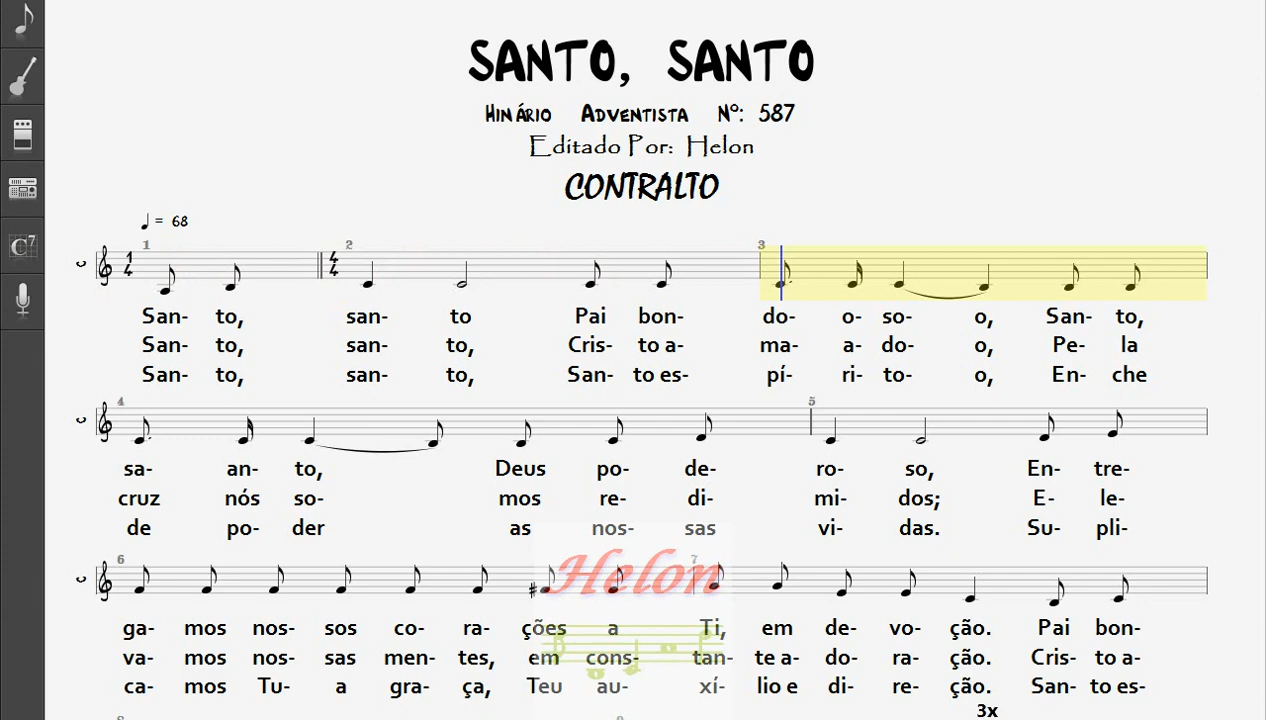 SANTO, SANTO
HINÁRIO ADVENTISTA Nº: 587
Editado Por: Helon
CONTRALTO
= 68
1 2 3
San- to, san- to Pai bon- do- o- so- o, San- to,
San- to, san- to, Cris- to a- ma- a- do- o, Pe- la
San- to, san- to, San- to es- pí- ri- to- o, En- che
4 5
sa- an- to, Deus po- de- ro- so, En- tre-
cruz nós so- mos re- di- mi- dos; E- le-
de po- der as nos- sas vi- das. Su- pli-
6 7
Helon
ga- mos nos- sos co- ra- ções a Ti, em de- vo- ção. Pai bon-
va- mos nos- sas men- tes, em cons- tan- te a- do- ra- ção. Cris- to a-
ca- mos Tu- a gra- ça, Teu au- xí- lio e di- re- ção. San- to es-
3x
C7